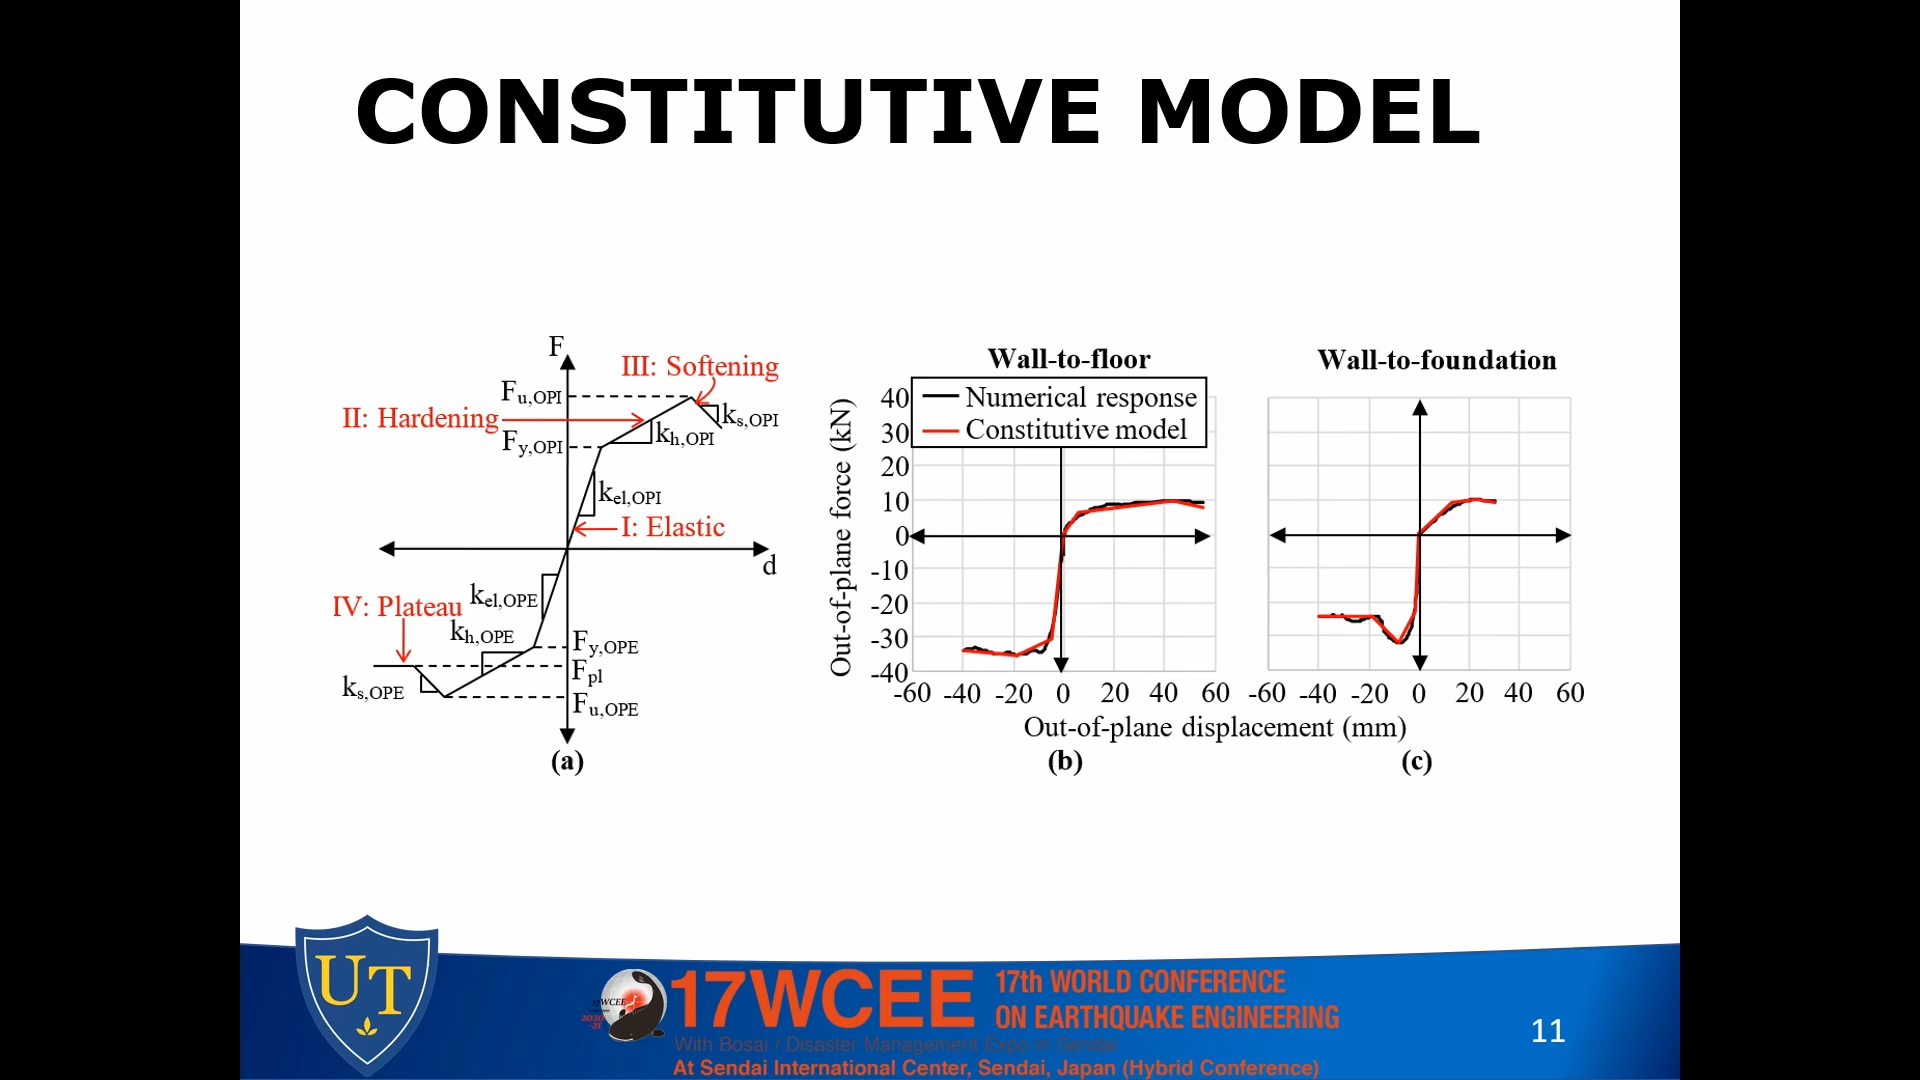 CONSTITUTIVE MODEL
F
III: Softening
F_u,OPI
II: Hardening
k_s,OPI
k_h,OPI
F_y,OPI
k_el,OPI
I: Elastic
d
k_el,OPE
IV: Plateau
k_h,OPE
F_y,OPE
F_pl
k_s,OPE
F_u,OPE
(a)
Wall-to-floor
Numerical response
Constitutive model
Out-of-plane force (kN)
40
30
20
10
0
-10
-20
-30
-40
-60 -40 -20 0 20 40 60
(b)
Wall-to-foundation
-60 -40 -20 0 20 40 60
Out-of-plane displacement (mm)
(c)
UT
17WCEE
2020
-21
17WCEE
17th WORLD CONFERENCE
ON EARTHQUAKE ENGINEERING
With Bosai / Disaster Management Expo in Sendai
At Sendai International Center, Sendai, Japan (Hybrid Conference)
11